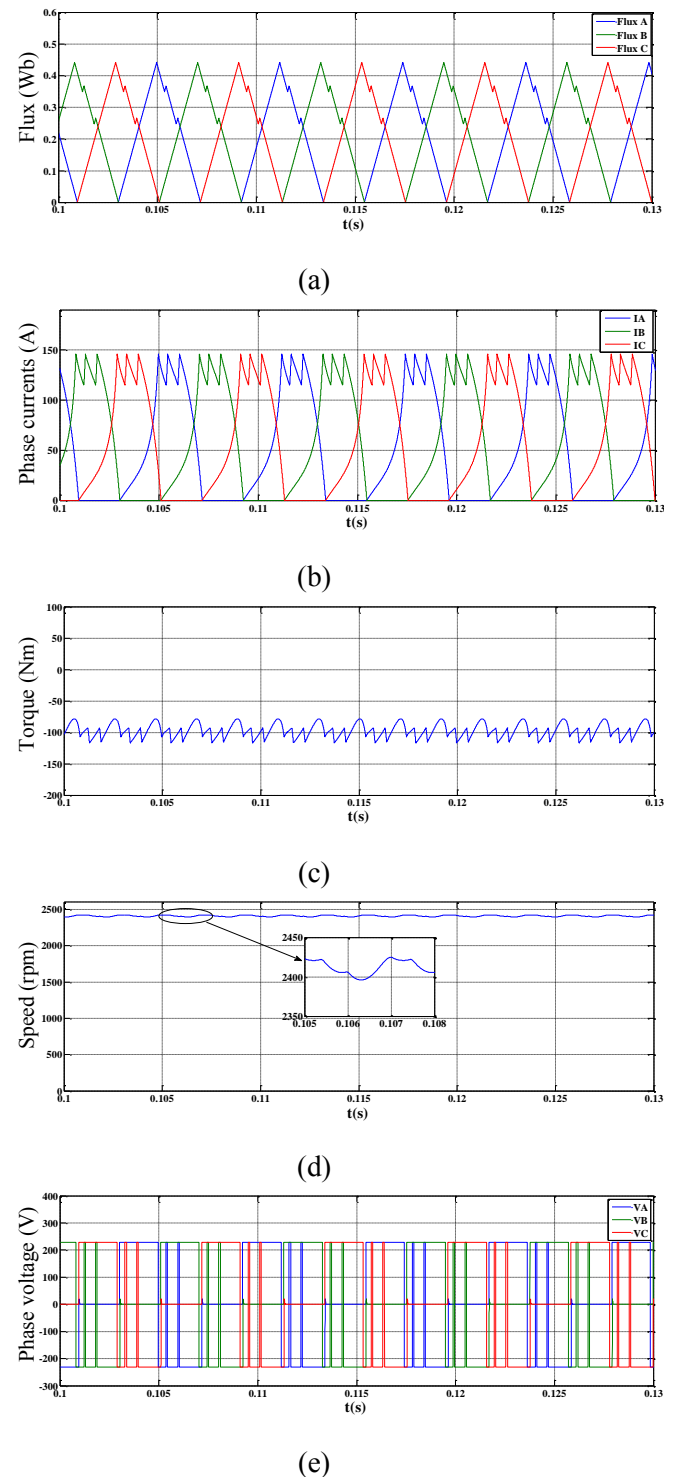 Flux (Wb)
0.6
0.5
0.4
0.3
0.2
0.1
0
Flux A
Flux B
Flux C
0.1 0.105 0.11 0.115 0.12 0.125 0.13
t(s)
(a)
Phase currents (A)
150
100
50
0
IA
IB
IC
0.1 0.105 0.11 0.115 0.12 0.125 0.13
t(s)
(b)
Torque (Nm)
100
50
0
-50
-100
-150
-200
0.1 0.105 0.11 0.115 0.12 0.125 0.13
t(s)
(c)
Speed (rpm)
2500
2000
1500
1000
500
0
2450
2400
2350
0.105 0.106 0.107 0.108
0.1 0.105 0.11 0.115 0.12 0.125 0.13
t(s)
(d)
Phase voltage (V)
400
300
200
100
0
-100
-200
-300
VA
VB
VC
0.1 0.105 0.11 0.115 0.12 0.125 0.13
t(s)
(e)